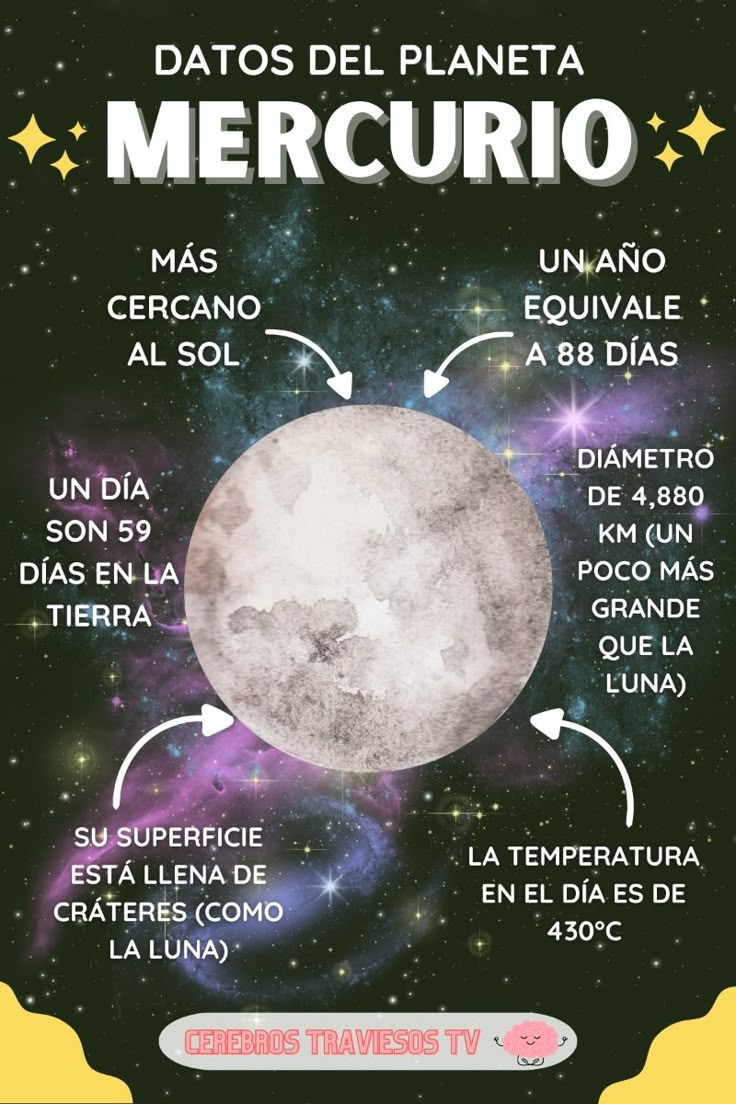 DATOS DEL PLANETA
MERCURIO
MÁS
CERCANO
AL SOL
UN AÑO
EQUIVALE
A 88 DÍAS
UN DÍA
SON 59
DÍAS EN LA
TIERRA
DIÁMETRO
DE 4,880
KM (UN
POCO MÁS
GRANDE
QUE LA
LUNA)
SU SUPERFICIE
ESTÁ LLENA DE
CRÁTERES (COMO
LA LUNA)
LA TEMPERATURA
EN EL DÍA ES DE
430°C
CEREBROS TRAVIESOS TV